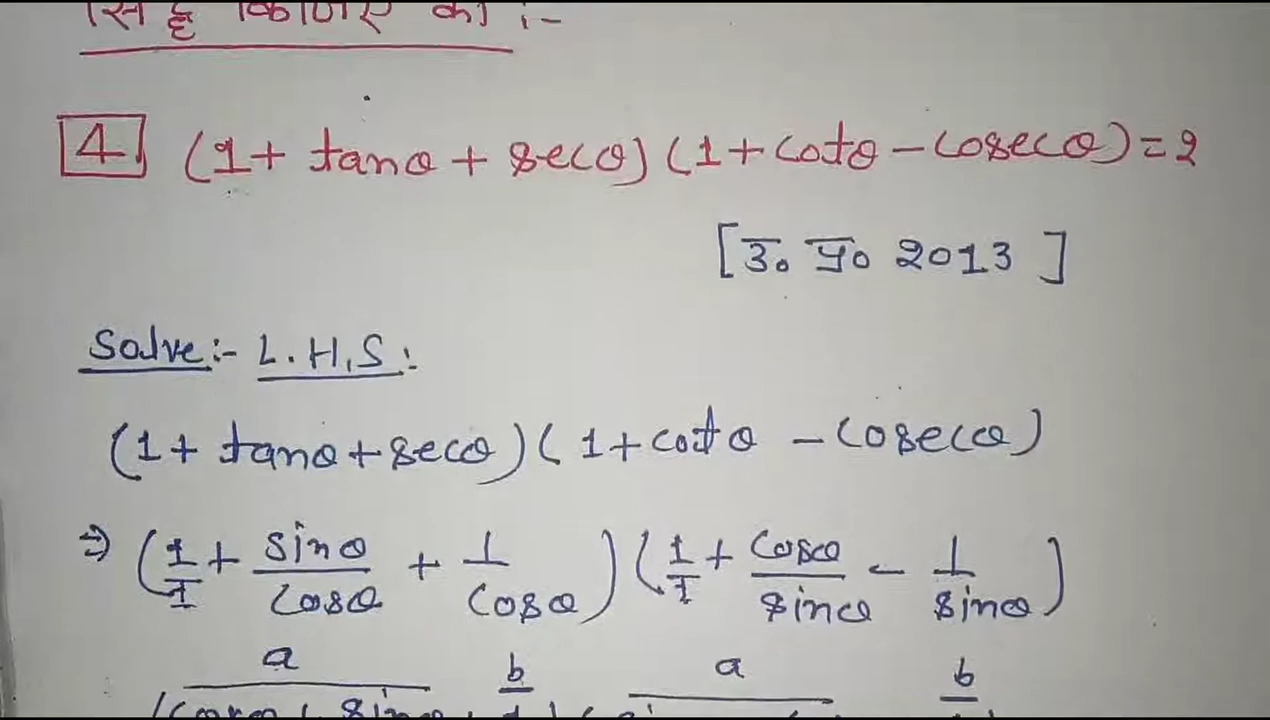 सिद्ध कीजिए की :-
4 (1 + tanθ + secθ) (1 + cotθ - cosecθ) = 2
[उ० प्र० 2013 ]
Solve:- L.H.S:
(1 + tanθ + secθ) (1 + cotθ - cosecθ)
⇒ (1/1 + sinθ/cosθ + 1/cosθ) (1/1 + cosθ/sinθ - 1/sinθ)
a b a b